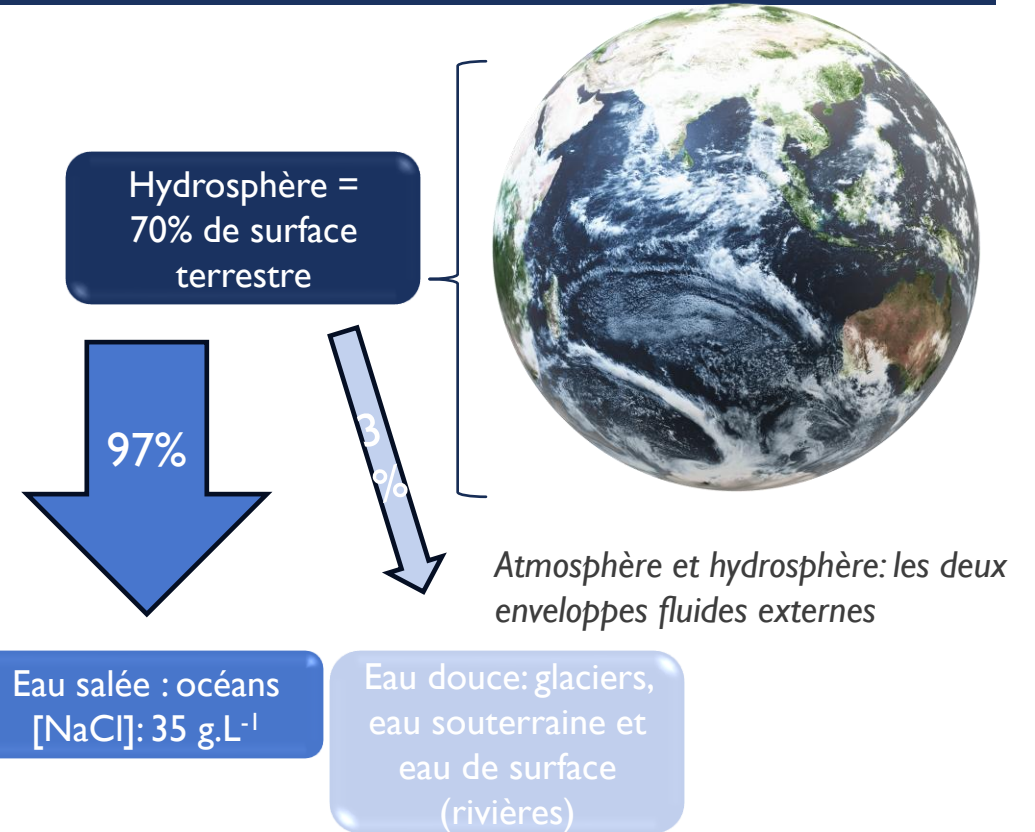 Hydrosphère =
70% de surface
terrestre
97%
3
%
Atmosphère et hydrosphère: les deux
enveloppes fluides externes
Eau salée : océans
[NaCl]: 35 g.L⁻¹
Eau douce: glaciers,
eau souterraine et
eau de surface
(rivières)